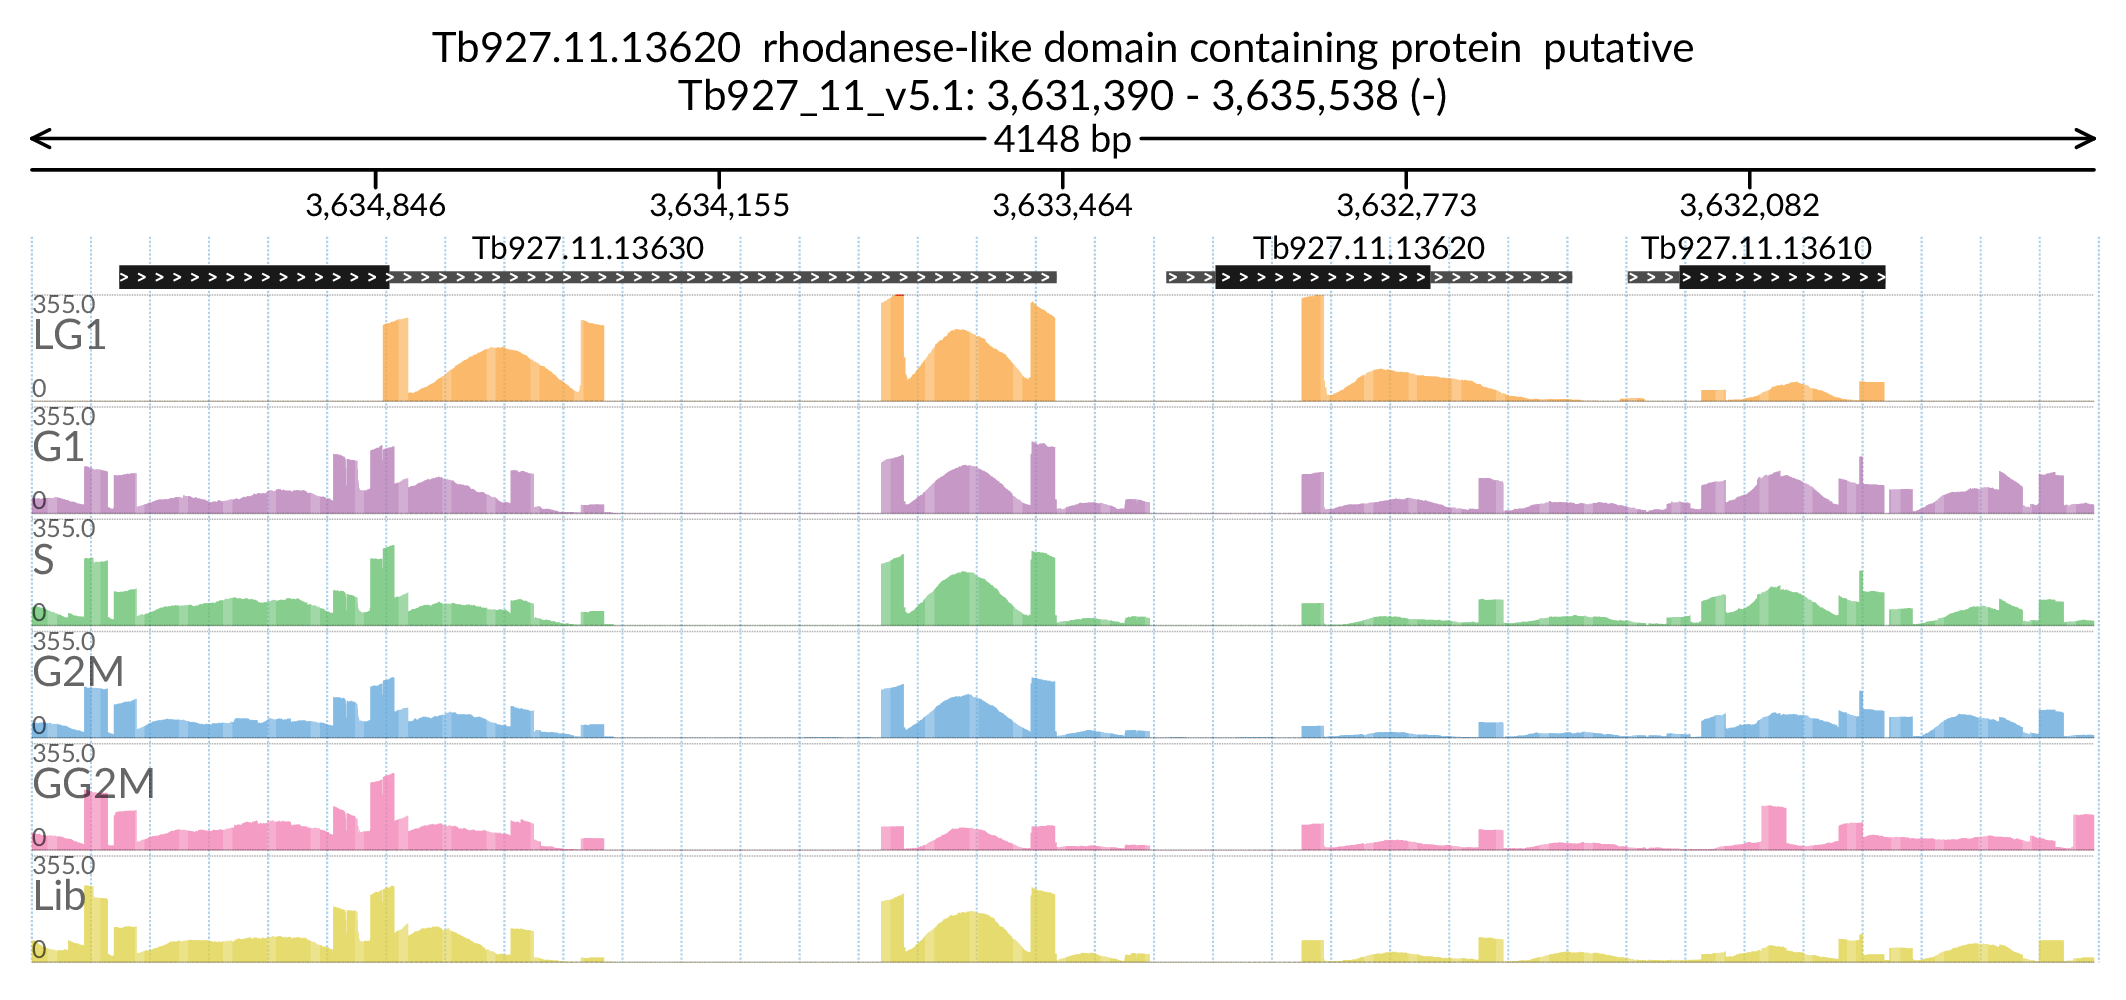 Tb927.11.13620 rhodanese-like domain containing protein putative
Tb927_11_v5.1: 3,631,390 - 3,635,538 (-)
4148 bp
3,634,846 3,634,155 3,633,464 3,632,773 3,632,082
Tb927.11.13630 Tb927.11.13620 Tb927.11.13610
355.0
LG1
0
355.0
G1
0
355.0
S
0
355.0
G2M
0
355.0
GG2M
0
355.0
Lib
0